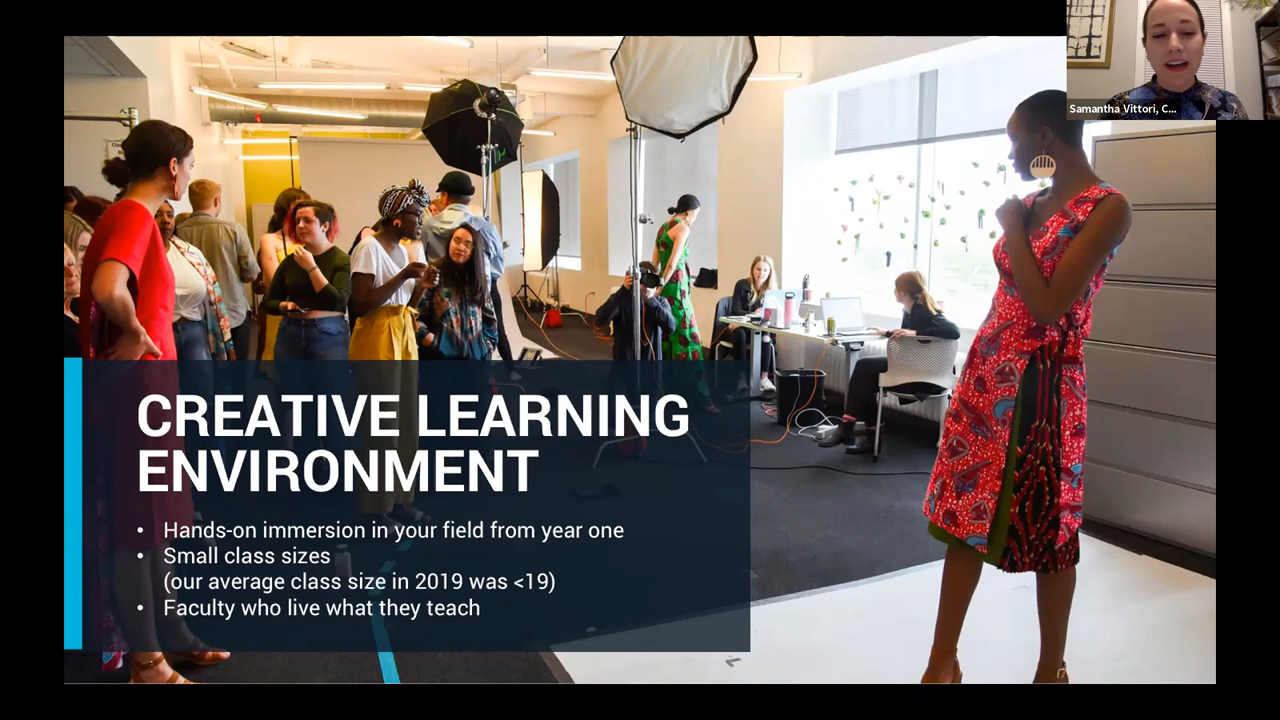 Samantha Vittori, C...
CREATIVE LEARNING
ENVIRONMENT
• Hands-on immersion in your field from year one
• Small class sizes
(our average class size in 2019 was <19)
• Faculty who live what they teach